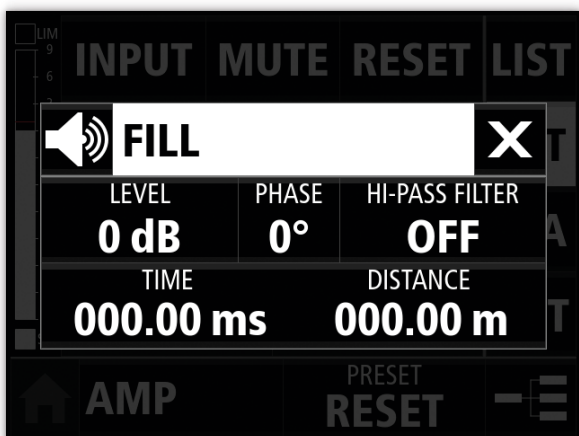 LIM
9
6
INPUT MUTE RESET LIST
FILL X
LEVEL PHASE HI-PASS FILTER
0 dB 0° OFF
TIME DISTANCE
000.00 ms 000.00 m
AMP
PRESET
RESET